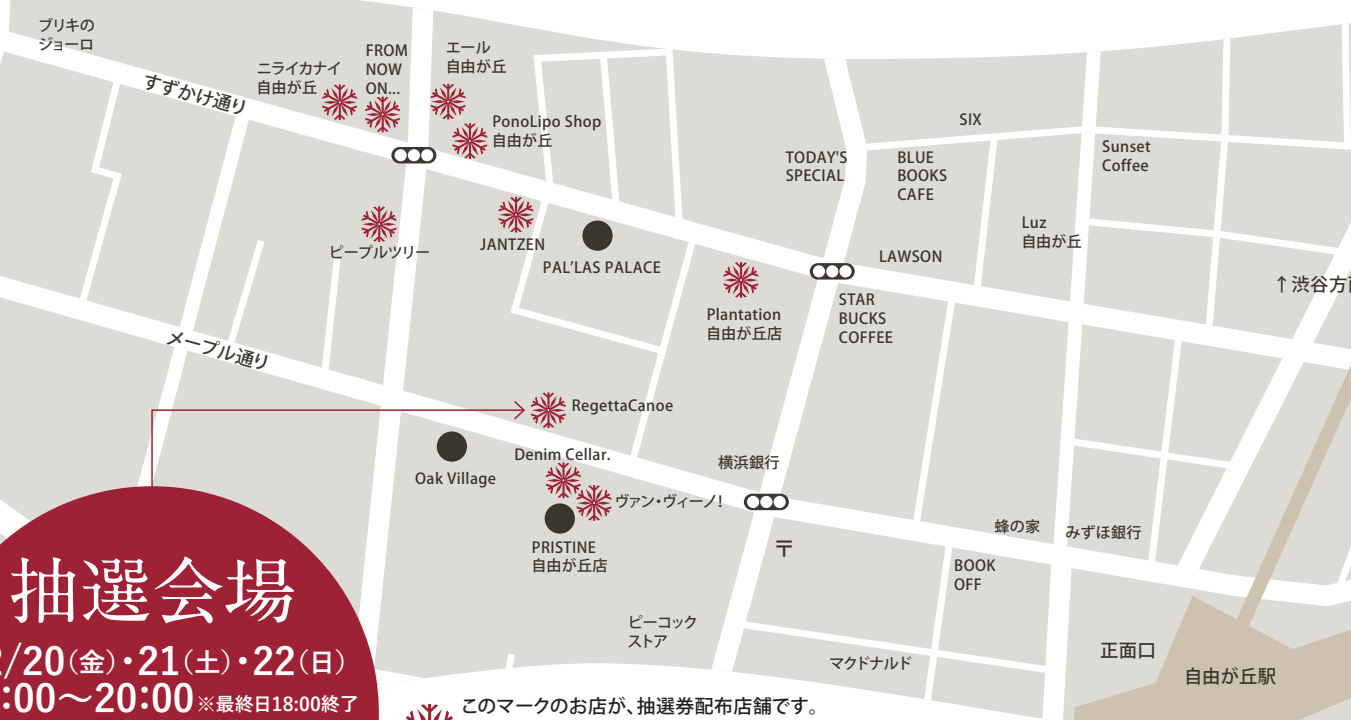 ブリキの
ジョーロ
すずかけ通り
ニライカナイ
自由が丘
FROM
NOW
ON...
エール
自由が丘
PonoLipo Shop
自由が丘
TODAY'S
SPECIAL
SIX
BLUE
BOOKS
CAFE
Sunset
Coffee
Luz
自由が丘
LAWSON
↑渋谷方
ピープルツリー
JANTZEN
PAL'LAS PALACE
Plantation
自由が丘店
STAR
BUCKS
COFFEE
メープル通り
RegettaCanoe
Oak Village
Denim Cellar.
ヴァン・ヴィーノ!
横浜銀行
PRISTINE
自由が丘店
〒
蜂の家
みずほ銀行
BOOK
OFF
ピーコック
ストア
マクドナルド
正面口
自由が丘駅
抽選会場
/20(金)・21(土)・22(日)
:00〜20:00 ※最終日18:00終了
このマークのお店が、抽選券配布店舗です。